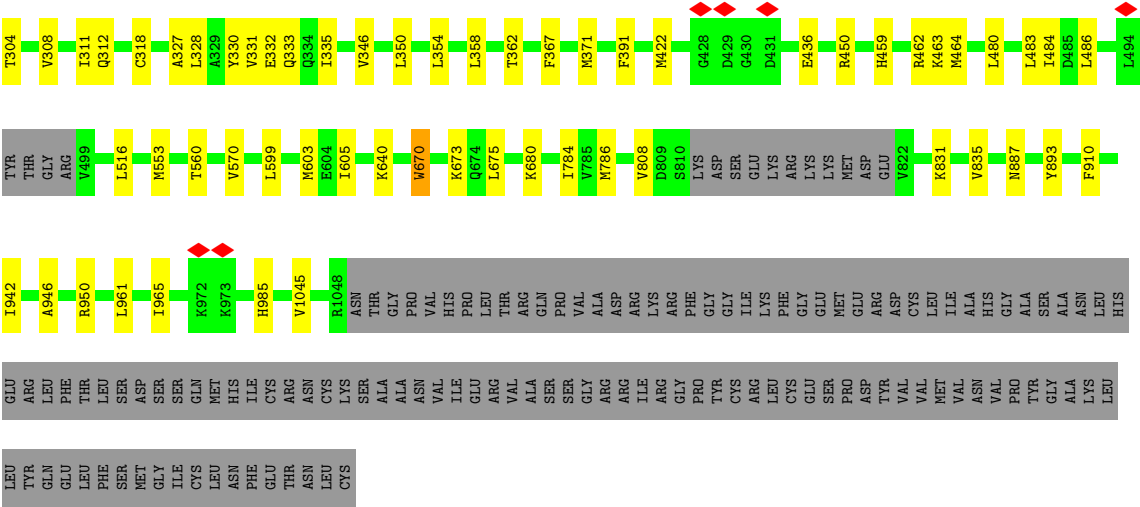 T304 V308 I311 Q312 C318 A327 L328 A329 Y330 V331 E332 Q333 Q334 I335 V346 L350 L354 L358 T362 F367 M371 F391 M422 G428 D429 G430 D431 E436 R450 H459 R462 K463 M464 L480 L483 I484 D485 L486 L494
TYR THR GLY ARG V499 L516 M553 T560 V570 L599 M603 E604 I605 K640 W670 K673 Q674 L675 K680 I784 V785 M786 V808 D809 S810 LYS ASP SER GLU LYS ARG LYS LYS MET ASP GLU V822 K831 V835 N887 Y893 F910
I942 A946 R950 L961 I965 K972 K973 H985 V1045 R1048 ASN THR GLY PRO VAL HIS PRO LEU THR ARG GLN PRO VAL ALA ASP ARG LYS ARG PHE GLY GLY ILE LYS PHE GLY GLU MET GLU ARG ASP CYS LEU ILE ALA HIS GLY ALA SER ALA ASN LEU HIS
GLU ARG LEU PHE THR LEU SER ASP SER SER GLN MET HIS ILE CYS ARG ASN CYS LYS SER ALA ALA ASN VAL ILE GLU ARG VAL ALA SER SER GLY ARG ARG ILE ARG GLY PRO TYR CYS ARG LEU CYS GLU SER PRO ASP TYR VAL VAL MET VAL ASN VAL PRO TYR GLY ALA LYS LEU
LEU TYR GLN GLU LEU PHE SER MET GLY ILE CYS LEU ASN PHE GLU THR ASN LEU CYS